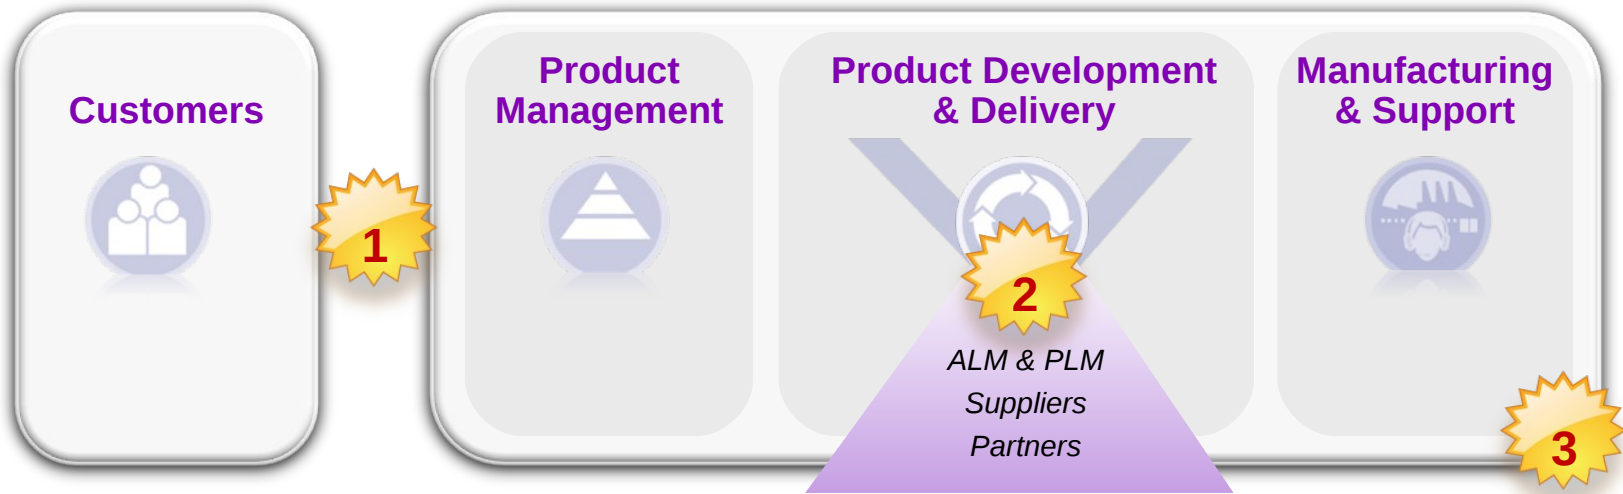 Customers
1
Product
Management
Product Development
& Delivery
2
ALM & PLM
Suppliers
Partners
Manufacturing
& Support
3